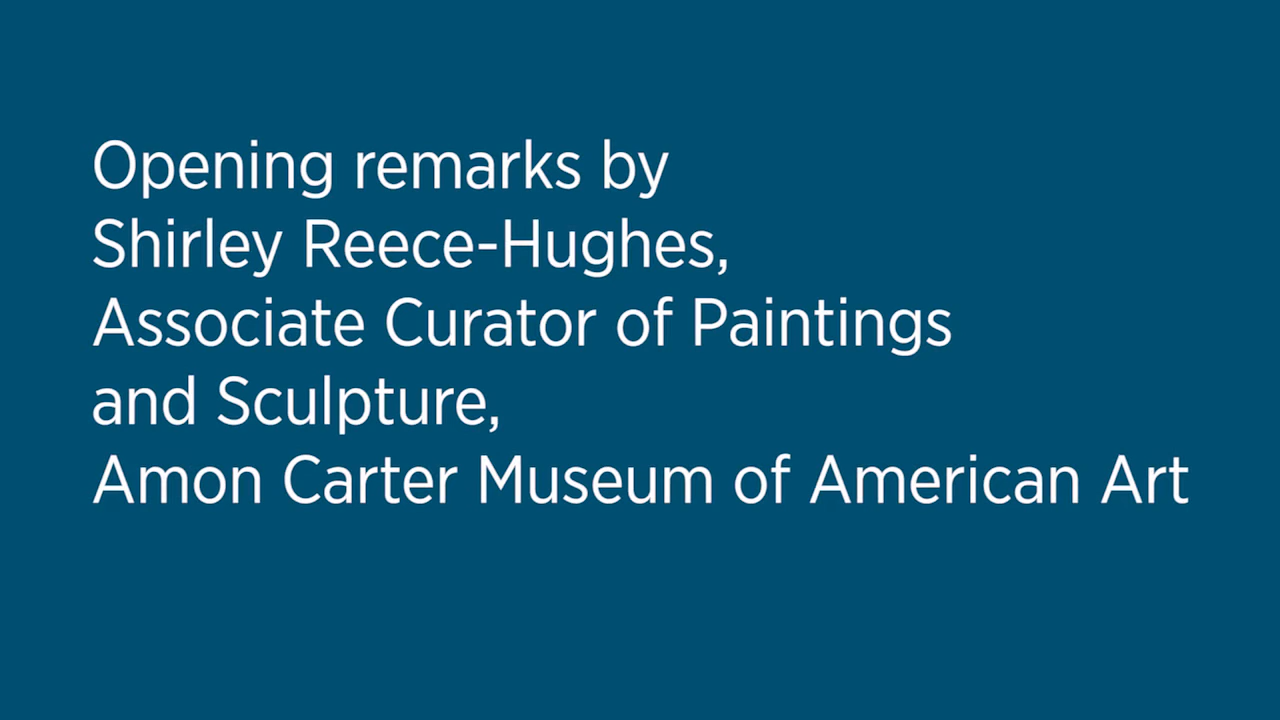 Opening remarks by
Shirley Reece-Hughes,
Associate Curator of Paintings
and Sculpture,
Amon Carter Museum of American Art